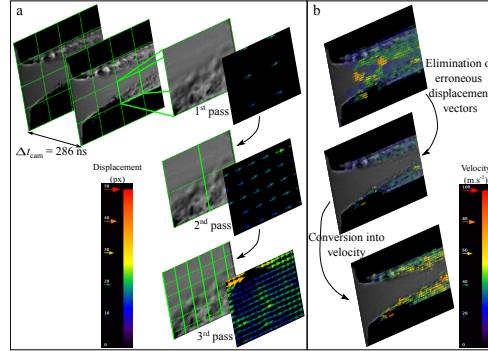 a
1st pass
Δt_cam = 286 ns
Displacement
(px)
50
2nd pass
3rd pass
b
Elimination of
erroneous
displacement
vectors
Velocity
(m.s⁻¹)
Conversion into
velocity